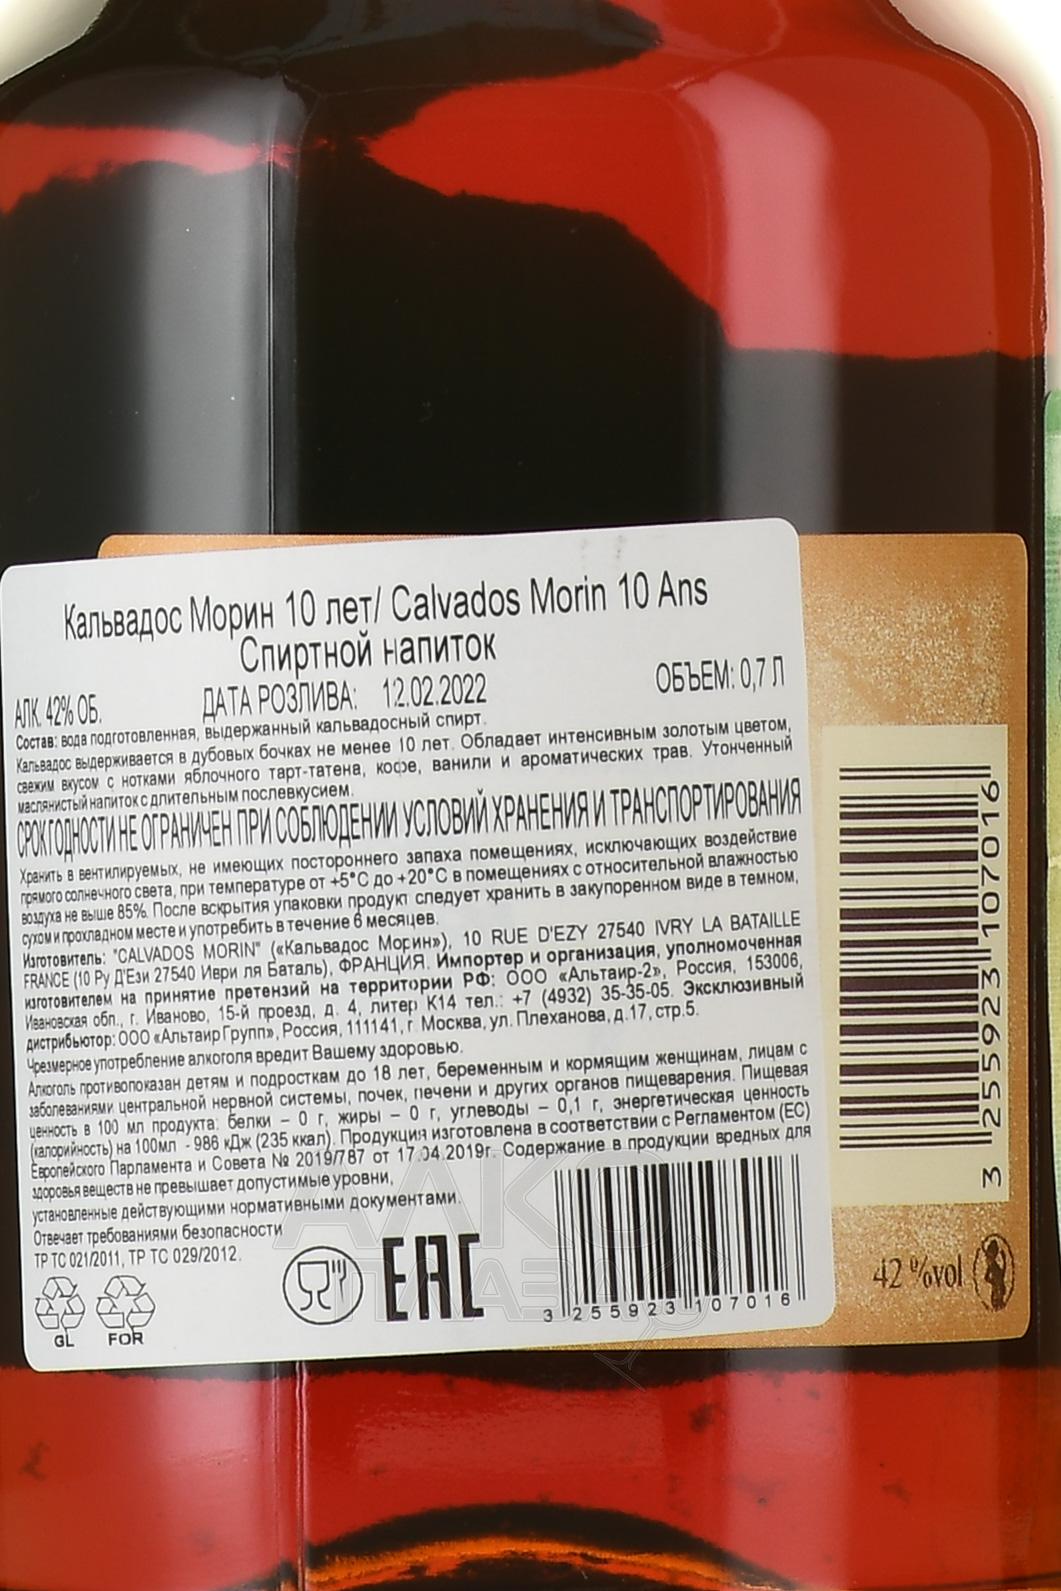 Кальвадос Морин 10 лет/ Calvados Morin 10 Ans
Спиртной напиток
АЛК. 42% ОБ. ДАТА РОЗЛИВА: 12.02.2022 ОБЪЕМ: 0,7 Л
Состав: вода подготовленная, выдержанный кальвадосный спирт.
Кальвадос выдерживается в дубовых бочках не менее 10 лет. Обладает интенсивным золотым цветом,
свежим вкусом с нотками яблочного тарт-татена, кофе, ванили и ароматических трав. Утонченный
маслянистый напиток с длительным послевкусием.
СРОК ГОДНОСТИ НЕ ОГРАНИЧЕН ПРИ СОБЛЮДЕНИИ УСЛОВИЙ ХРАНЕНИЯ И ТРАНСПОРТИРОВАНИЯ
Хранить в вентилируемых, не имеющих постороннего запаха помещениях, исключающих воздействие
прямого солнечного света, при температуре от +5°С до +20°С в помещениях с относительной влажностью
воздуха не выше 85%. После вскрытия упаковки продукт следует хранить в закупоренном виде в темном,
сухом и прохладном месте и употребить в течение 6 месяцев.
Изготовитель: "CALVADOS MORIN" («Кальвадос Морин»), 10 RUE D'EZY 27540 IVRY LA BATAILLE
FRANCE (10 Ру Д'Ези 27540 Иври ля Баталь), ФРАНЦИЯ. Импортер и организация, уполномоченная
изготовителем на принятие претензий на территории РФ: ООО «Альтаир-2», Россия, 153006,
Ивановская обл., г. Иваново, 15-й проезд, д. 4, литер К14 тел.: +7 (4932) 35-35-05. Эксклюзивный
дистрибьютор: ООО «Альтаир Групп», Россия, 111141, г. Москва, ул. Плеханова, д.17, стр.5.
Чрезмерное употребление алкоголя вредит Вашему здоровью.
Алкоголь противопоказан детям и подросткам до 18 лет, беременным и кормящим женщинам, лицам с
заболеваниями центральной нервной системы, почек, печени и других органов пищеварения. Пищевая
ценность в 100 мл продукта: белки – 0 г, жиры – 0 г, углеводы – 0,1 г, энергетическая ценность
(калорийность) на 100мл - 986 кДж (235 ккал). Продукция изготовлена в соответствии с Регламентом (ЕС)
Европейского Парламента и Совета № 2019/787 от 17.04.2019г. Содержание в продукции вредных для
здоровья веществ не превышает допустимые уровни,
установленные действующими нормативными документами.
Отвечает требованиями безопасности
ТР ТС 021/2011, ТР ТС 029/2012.
GL FOR
EAC
3 255923 107016
3 255923 107016
42 %vol
АЛКО
ПЛАЗА